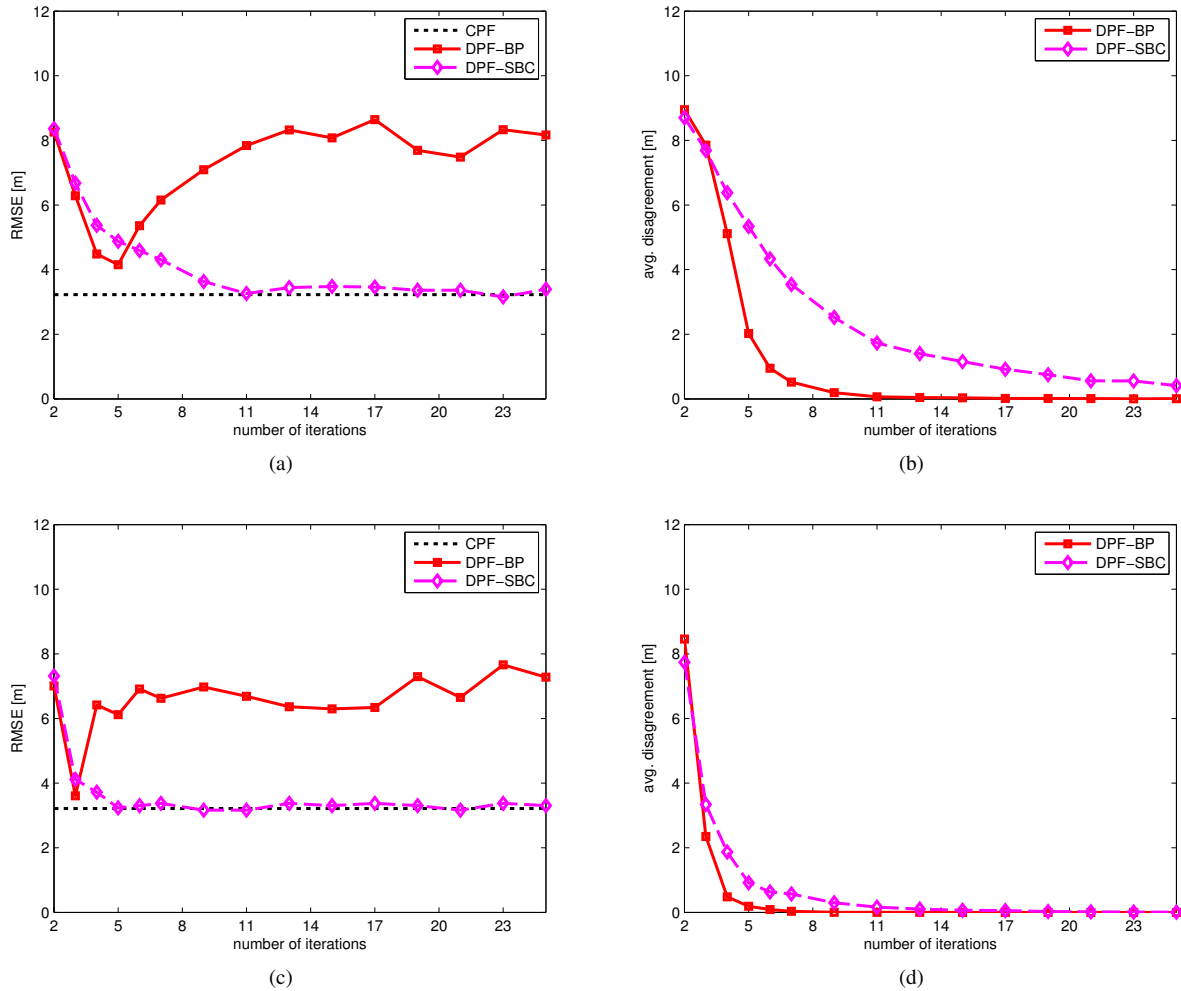 12
10
8
6
4
2
0
RMSE [m]
CPF
DPF-BP
DPF-SBC
2 5 8 11 14 17 20 23
number of iterations
(a)
12
10
8
6
4
2
0
avg. disagreement [m]
DPF-BP
DPF-SBC
2 5 8 11 14 17 20 23
number of iterations
(b)
12
10
8
6
4
2
0
RMSE [m]
CPF
DPF-BP
DPF-SBC
2 5 8 11 14 17 20 23
number of iterations
(c)
12
10
8
6
4
2
0
avg. disagreement [m]
DPF-BP
DPF-SBC
2 5 8 11 14 17 20 23
number of iterations
(d)